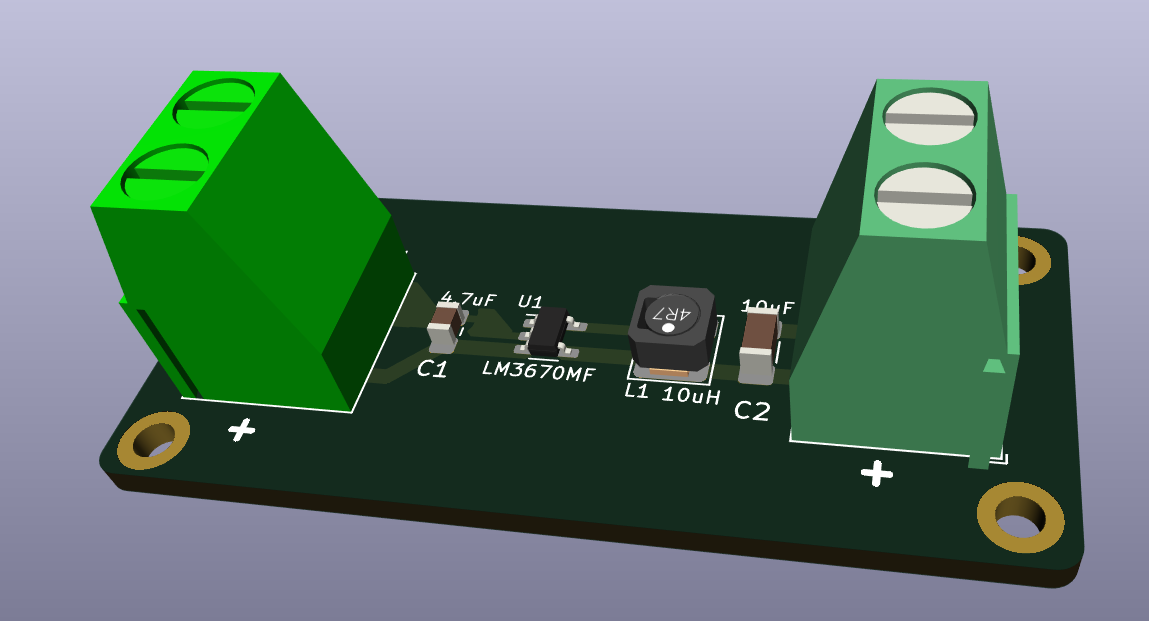 4.7uF
U1
10uF
4R7
C1
LM3670MF
L1 10uH
C2
+
+